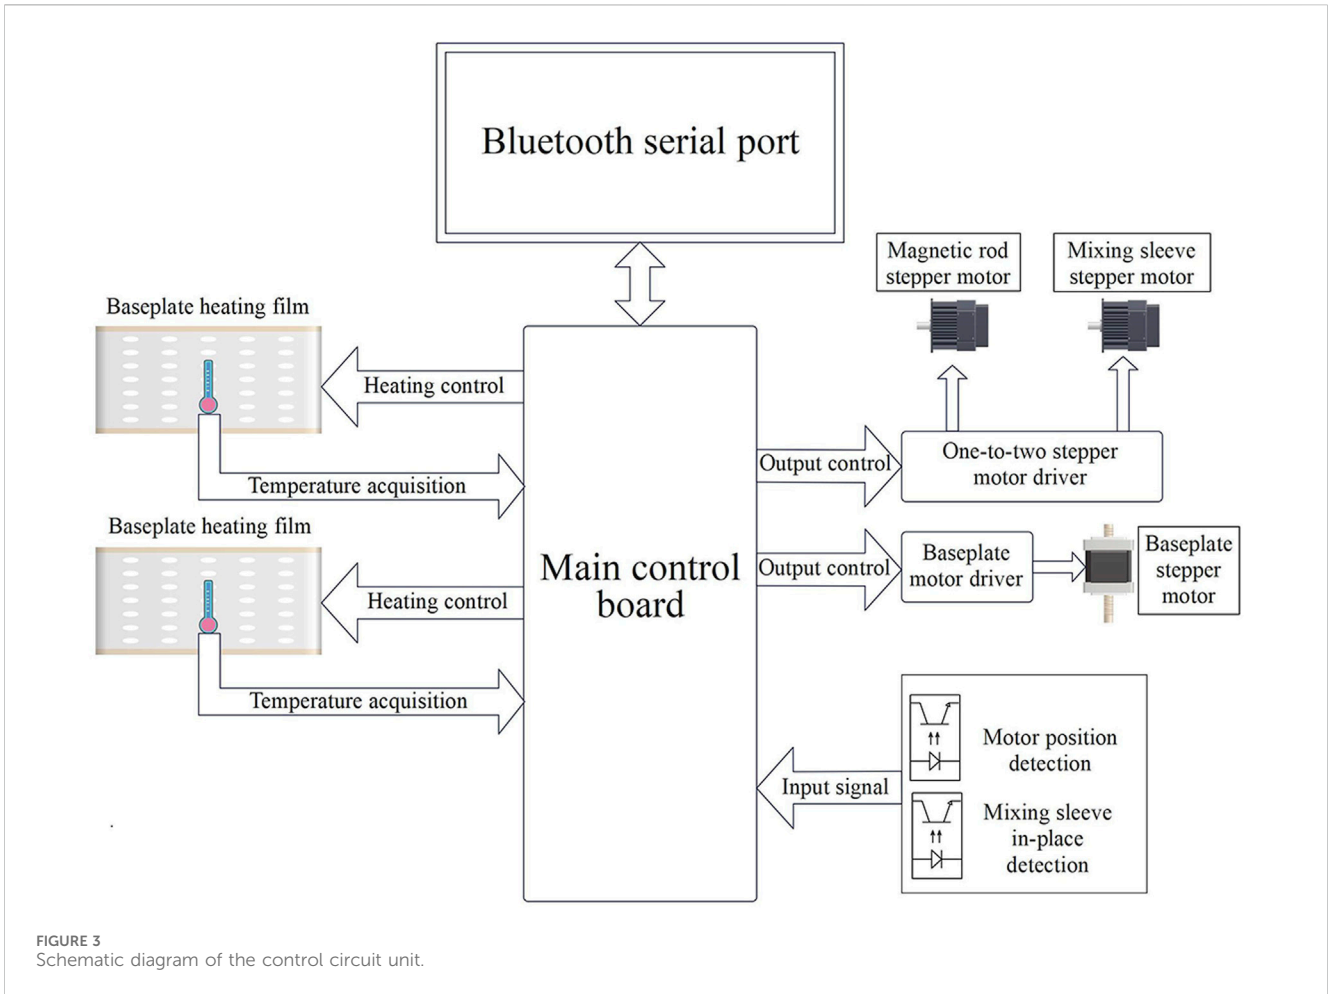 Bluetooth serial port
Magnetic rod
stepper motor
Mixing sleeve
stepper motor
Baseplate heating film
Heating control
Temperature acquisition
Output control
One-to-two stepper
motor driver
Baseplate heating film
Heating control
Temperature acquisition
Main control
board
Output control
Baseplate
motor driver
Baseplate
stepper
motor
Input signal
Motor position
detection
Mixing sleeve
in-place
detection
FIGURE 3
Schematic diagram of the control circuit unit.